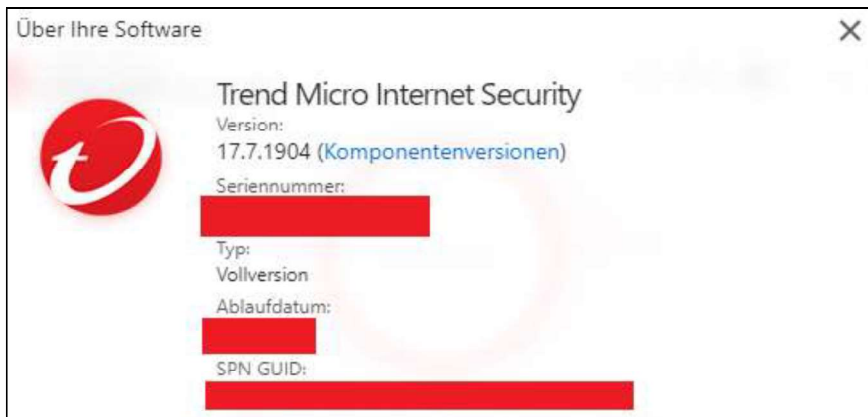 Über Ihre Software
Trend Micro Internet Security
Version:
17.7.1904 (Komponentenversionen)
Seriennummer:
Typ:
Vollversion
Ablaufdatum:
SPN GUID: